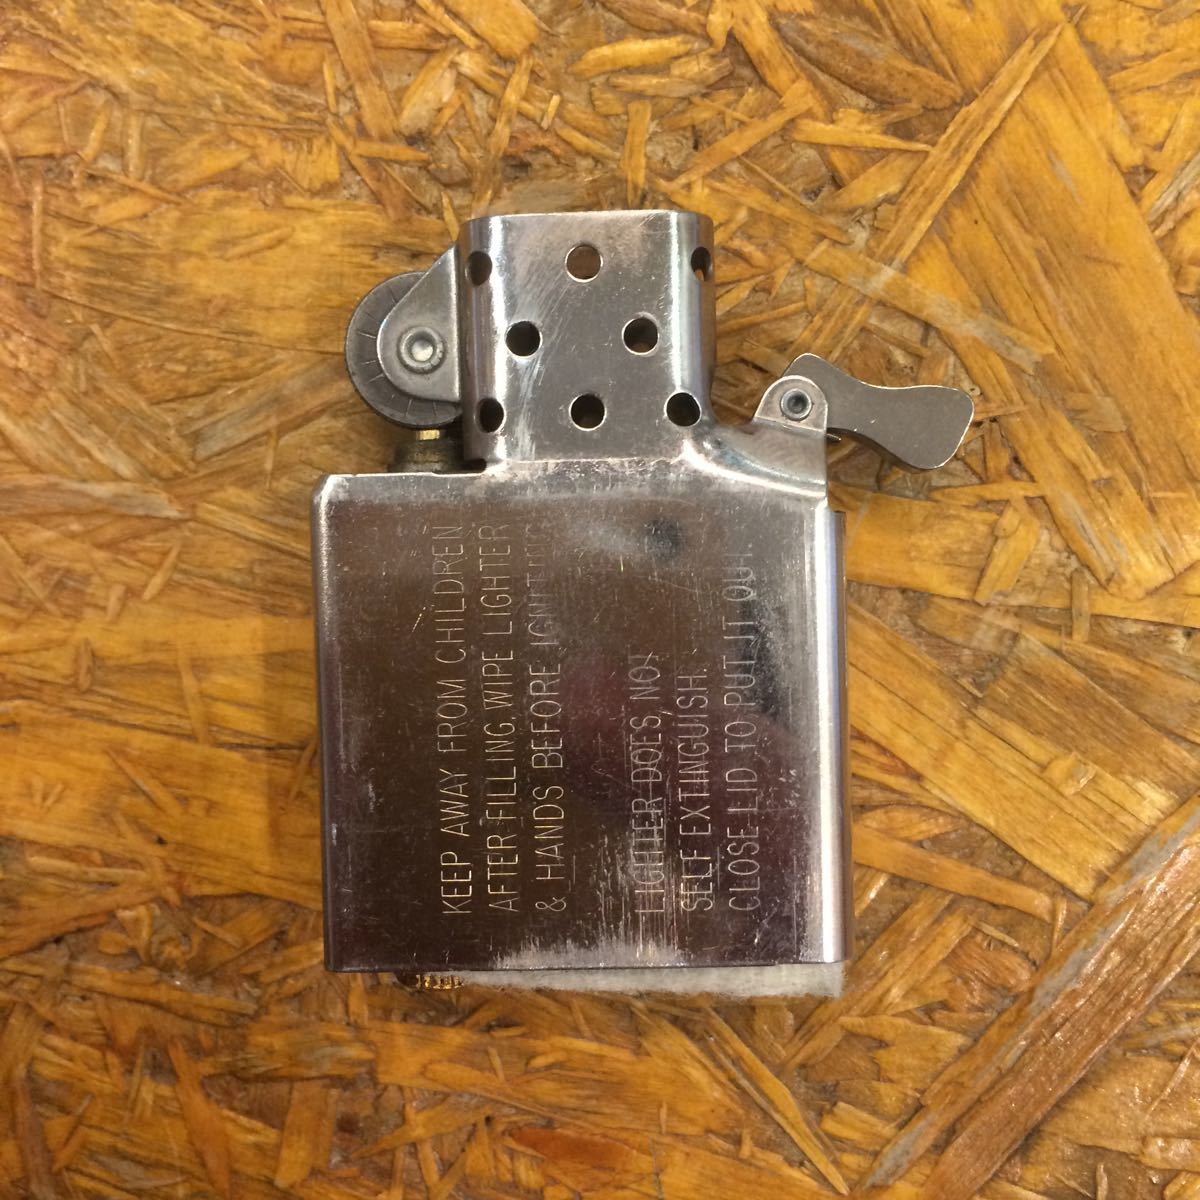 KEEP AWAY FROM CHILDREN
AFTER FILLING, WIPE LIGHTER
& HANDS BEFORE IGNITING
LIGHTER DOES NOT
SELF EXTINGUISH.
CLOSE LID TO PUT IT OUT.